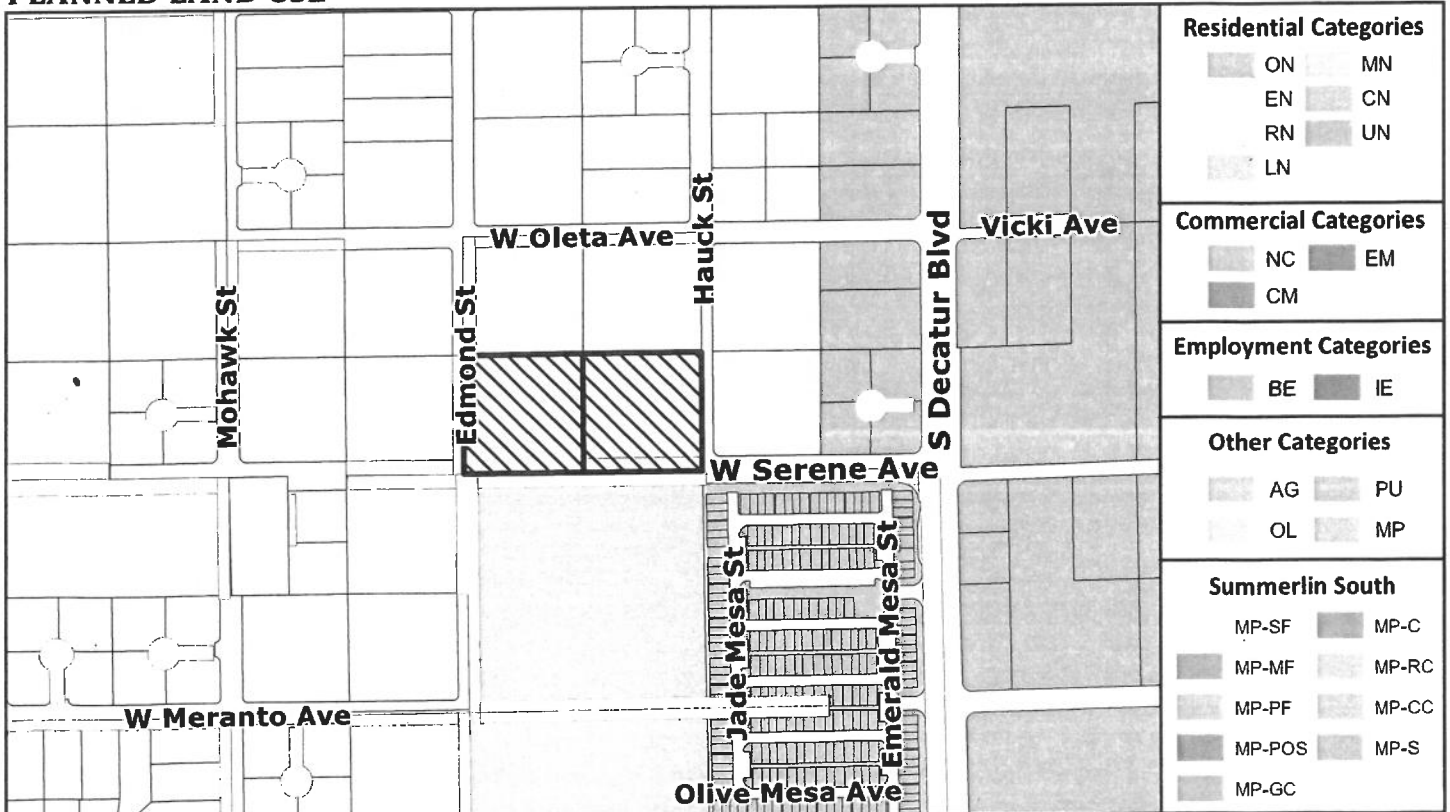 PLANNED LAND USE
W Oleta Ave
Vicki Ave
Hauck St
S Decatur Blvd
Mohawk St
Edmond St
W Serene Ave
Jade Mesa St
Emerald Mesa St
W Meranto Ave
Olive Mesa Ave
Residential Categories
ON MN
EN CN
RN UN
LN
Commercial Categories
NC EM
CM
Employment Categories
BE IE
Other Categories
AG PU
OL MP
Summerlin South
MP-SF MP-C
MP-MF MP-RC
MP-PF MP-CC
MP-POS MP-S
MP-GC